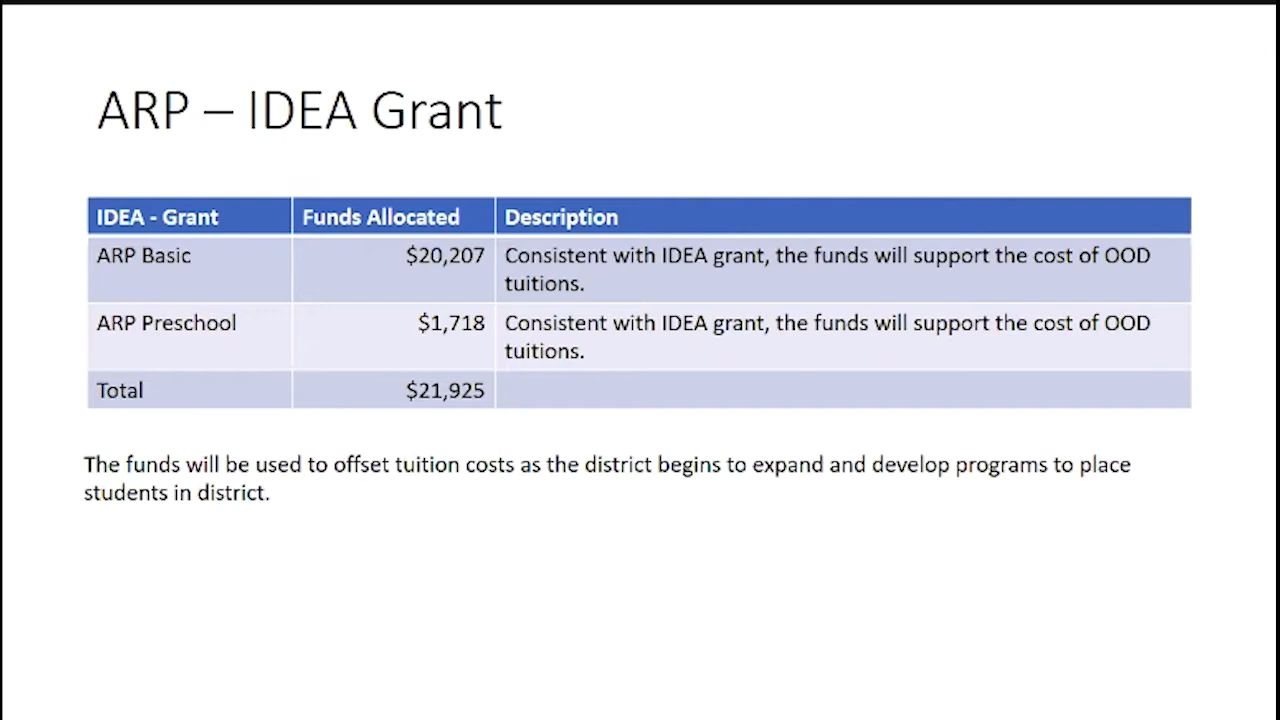 ARP – IDEA Grant
IDEA - Grant Funds Allocated Description
ARP Basic $20,207 Consistent with IDEA grant, the funds will support the cost of OOD
tuitions.
ARP Preschool $1,718 Consistent with IDEA grant, the funds will support the cost of OOD
tuitions.
Total $21,925
The funds will be used to offset tuition costs as the district begins to expand and develop programs to place
students in district.